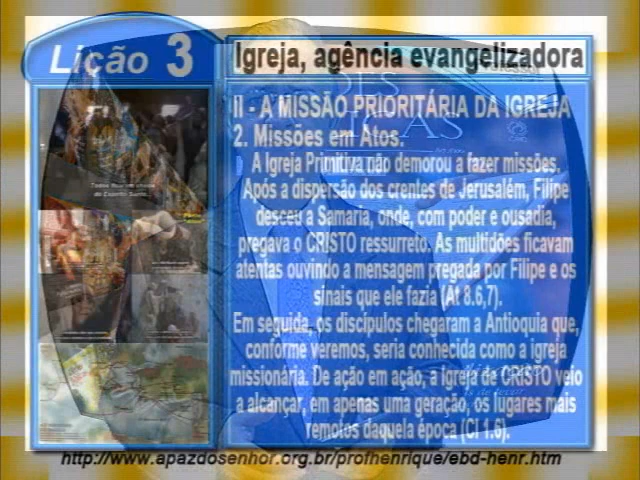 Lição 3
Igreja, agência evangelizadora
II - A MISSÃO PRIORITÁRIA DA IGREJA
2. Missões em Atos.
A Igreja Primitiva não demorou a fazer missões.
Após a dispersão dos crentes de Jerusalém, Filipe
desceu a Samaria, onde, com poder e ousadia,
pregava o CRISTO ressurreto. As multidões ficavam
atentas ouvindo a mensagem pregada por Filipe e os
sinais que ele fazia (At 8.6,7).
Em seguida, os discípulos chegaram a Antioquia que,
conforme veremos, seria conhecida como a igreja
missionária. De ação em ação, a Igreja de CRISTO veio
a alcançar, em apenas uma geração, os lugares mais
remotos daquela época (Cl 1.6).
http://www.apazdosenhor.org.br/profhenrique/ebd-henr.htm